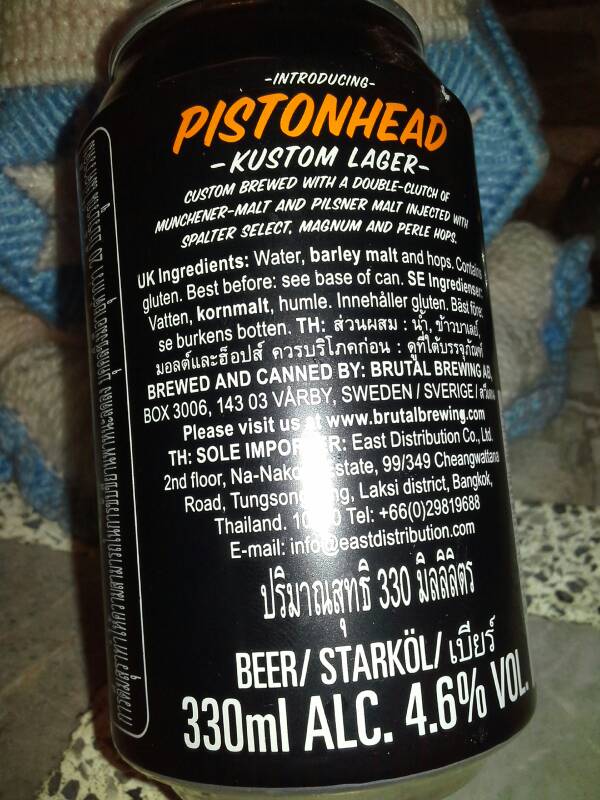 -INTRODUCING-
PISTONHEAD
-KUSTOM LAGER-
CUSTOM BREWED WITH A DOUBLE-CLUTCH OF
MUNCHENER-MALT AND PILSNER MALT INJECTED WITH
SPALTER SELECT, MAGNUM AND PERLE HOPS.
UK Ingredients: Water, barley malt and hops. Contains
gluten. Best before: see base of can. SE Ingredienser:
Vatten, kornmalt, humle. Innehåller gluten. Bäst före:
se burkens botten. TH: ส่วนผสม : น้ำ, ข้าวบาเลย์,
มอลต์และฮ็อปส์ ควรบริโภคก่อน : ดูที่ใต้บรรจุภัณฑ์
BREWED AND CANNED BY: BRUTAL BREWING AB,
BOX 3006, 143 03 VÅRBY, SWEDEN / SVERIGE / สวีเดน
Please visit us at www.brutalbrewing.com
TH: SOLE IMPORTER: East Distribution Co., Ltd.
2nd floor, Estate, 99/349 Cheangwattana
Road, Laksi district, Bangkok,
Thailand. Tel: +66(0)29819688
E-mail: info@eastdistribution.com
ปริมาณสุทธิ 330 มิลลิลิตร
BEER/ STARKÖL/ เบียร์
330ml ALC. 4.6% VOL.